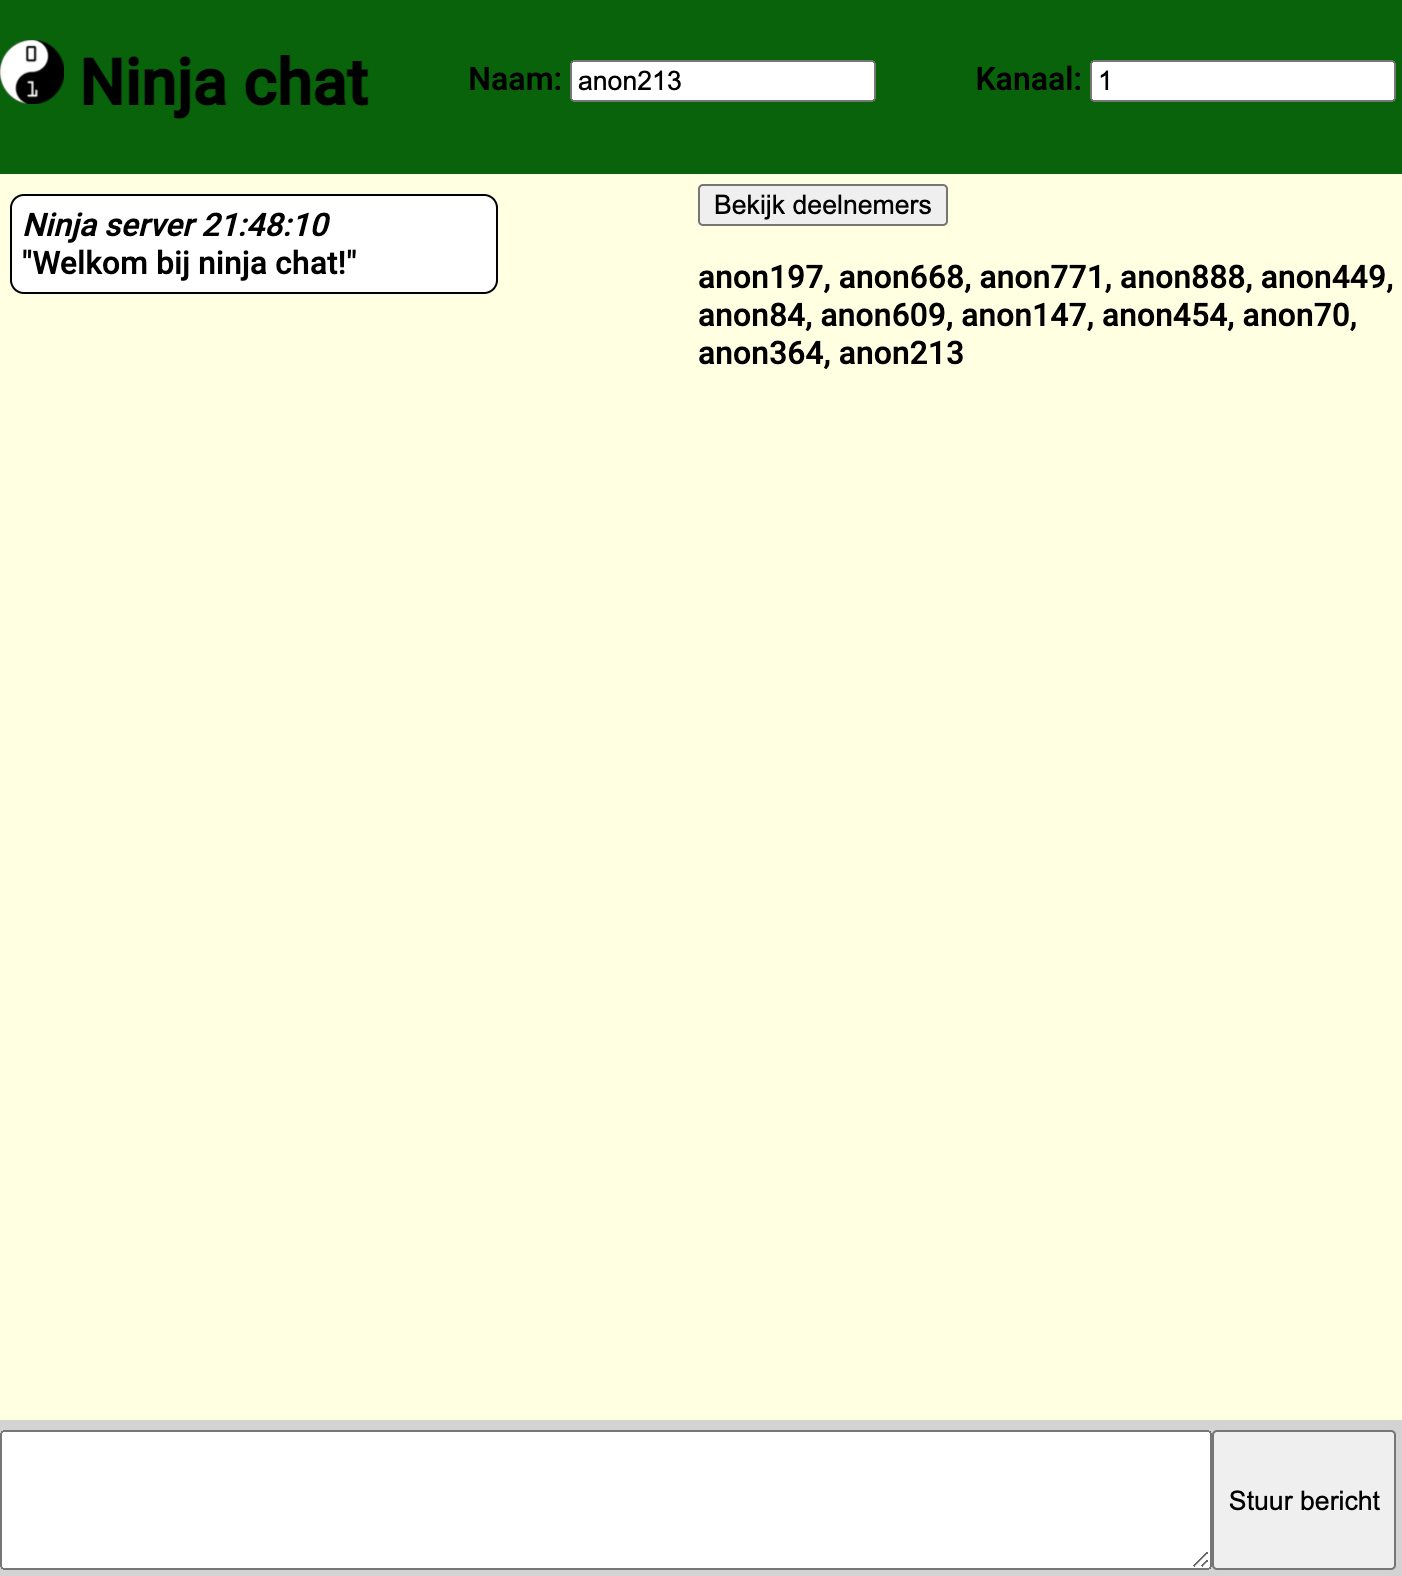 0
1
Ninja chat
Naam: anon213
Kanaal: 1
Ninja server 21:48:10
"Welkom bij ninja chat!"
Bekijk deelnemers
anon197, anon668, anon771, anon888, anon449,
anon84, anon609, anon147, anon454, anon70,
anon364, anon213
Stuur bericht